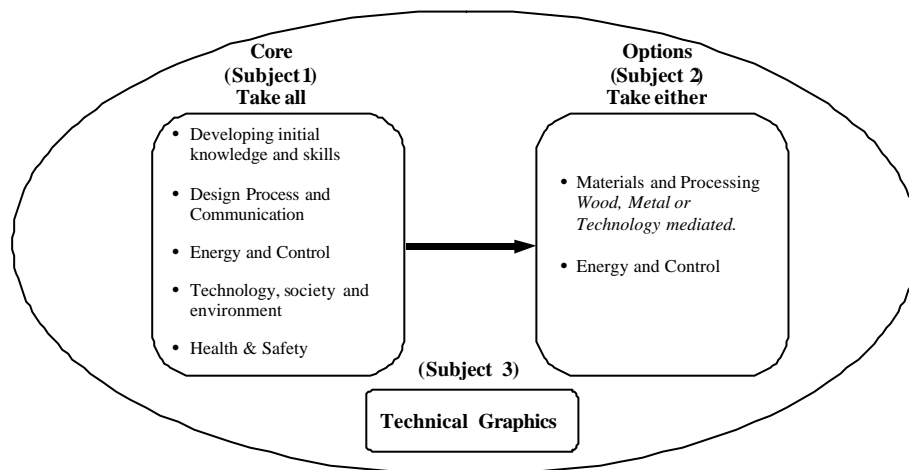 Core
(Subject 1)
Take all
• Developing initial
knowledge and skills
• Design Process and
Communication
• Energy and Control
• Technology, society and
environment
• Health & Safety
Options
(Subject 2)
Take either
• Materials and Processing
Wood, Metal or
Technology mediated.
• Energy and Control
(Subject 3)
Technical Graphics